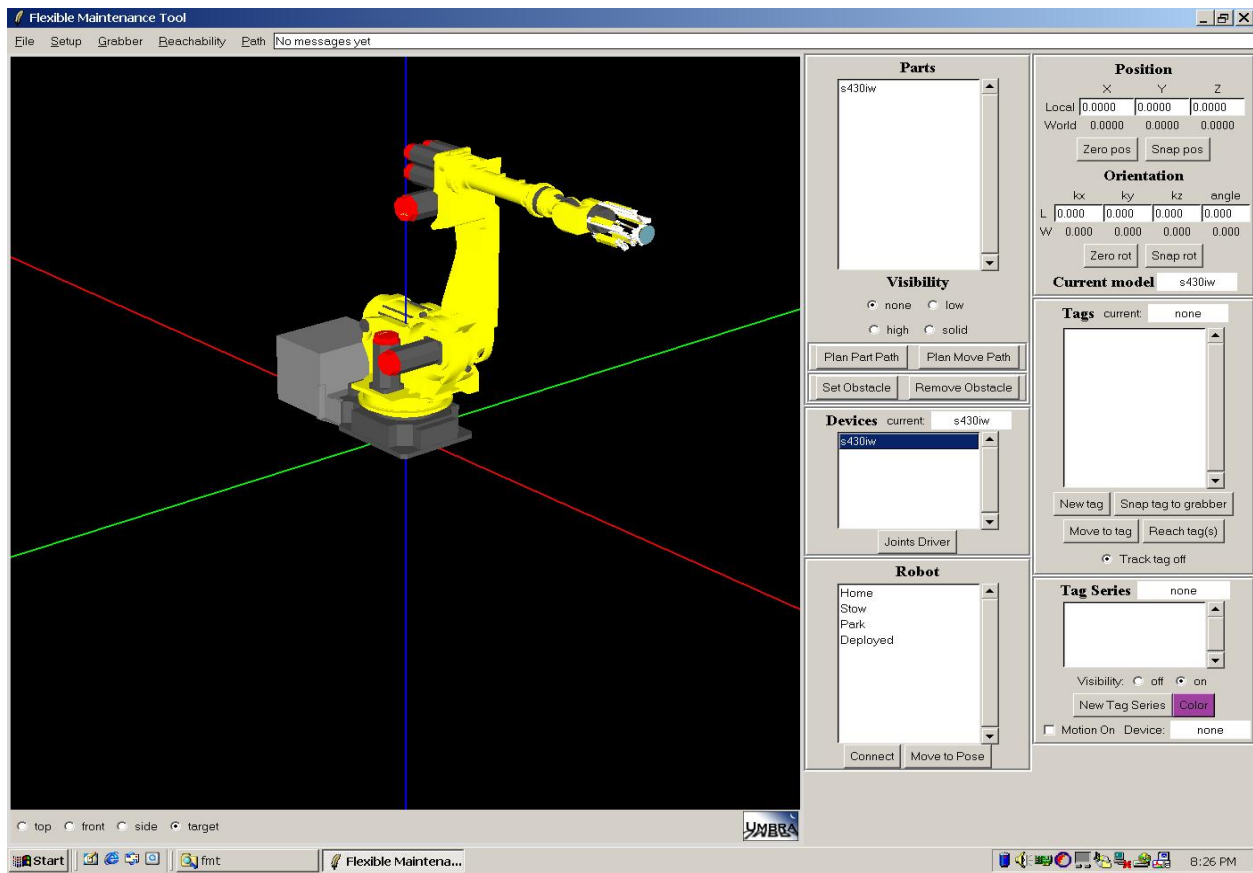 Flexible Maintenance Tool
File Setup Grabber Reachability Path No messages yet
Parts
s430iw
Visibility
none low
high solid
Plan Part Path Plan Move Path
Set Obstacle Remove Obstacle
Devices current: s430iw
s430iw
Joints Driver
Robot
Home
Stow
Park
Deployed
Connect Move to Pose
Position
X Y Z
Local 0.0000 0.0000 0.0000
World 0.0000 0.0000 0.0000
Zero pos Snap pos
Orientation
kx ky kz angle
L 0.000 0.000 0.000 0.000
W 0.000 0.000 0.000 0.000
Zero rot Snap rot
Current model s430iw
Tags current: none
New tag Snap tag to grabber
Move to tag Reach tag(s)
Track tag off
Tag Series none
Visibility: off on
New Tag Series Color
Motion On Device: none
top front side target
UMBRA
Start fmt Flexible Maintena... 8:26 PM